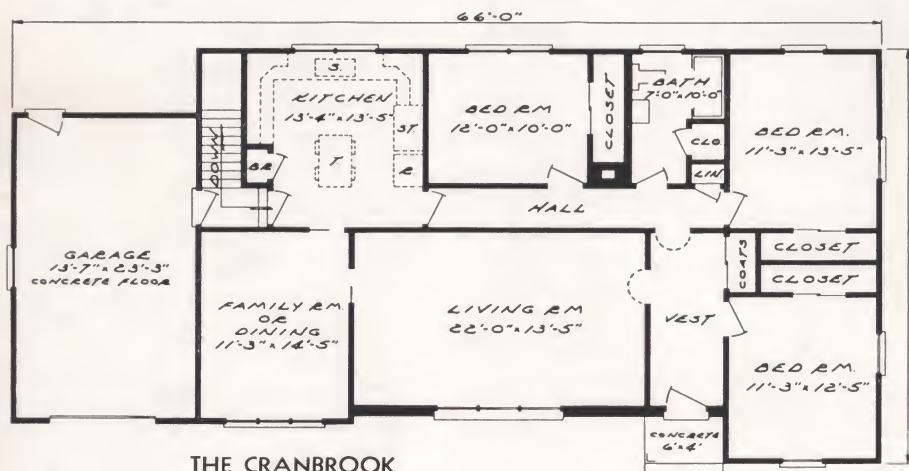 66'-0"
S.
KITCHEN
13'-4" x 13'-5"
ST.
R
T.
BR
DOWN
BED RM
12'-0" x 10'-0"
CLOSET
BATH
7'-0" x 10'-0"
CLO.
LIN
BED RM.
11'-3" x 13'-5"
HALL
GARAGE
13'-7" x 23'-3"
CONCRETE FLOOR
FAMILY RM
OR
DINING
11'-3" x 14'-5"
LIVING RM
22'-0" x 13'-5"
VEST
COATS
CLOSET
CLOSET
BED RM.
11'-3" x 12'-5"
CONCRETE
6' x 4'
THE CRANBROOK